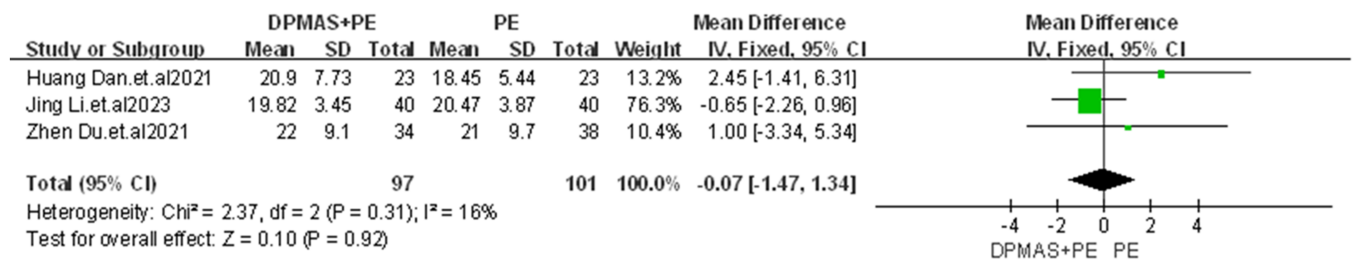 DPMAS+PE PE Mean Difference Mean Difference
Study or Subgroup Mean SD Total Mean SD Total Weight IV, Fixed, 95% CI IV, Fixed, 95% CI
Huang Dan.et.al2021 20.9 7.73 23 18.45 5.44 23 13.2% 2.45 [-1.41, 6.31]
Jing Li.et.al2023 19.82 3.45 40 20.47 3.87 40 76.3% -0.65 [-2.26, 0.96]
Zhen Du.et.al2021 22 9.1 34 21 9.7 38 10.4% 1.00 [-3.34, 5.34]
Total (95% CI) 97 101 100.0% -0.07 [-1.47, 1.34]
Heterogeneity: Chi² = 2.37, df = 2 (P = 0.31); I² = 16%
Test for overall effect: Z = 0.10 (P = 0.92)
-4 -2 0 2 4
DPMAS+PE PE